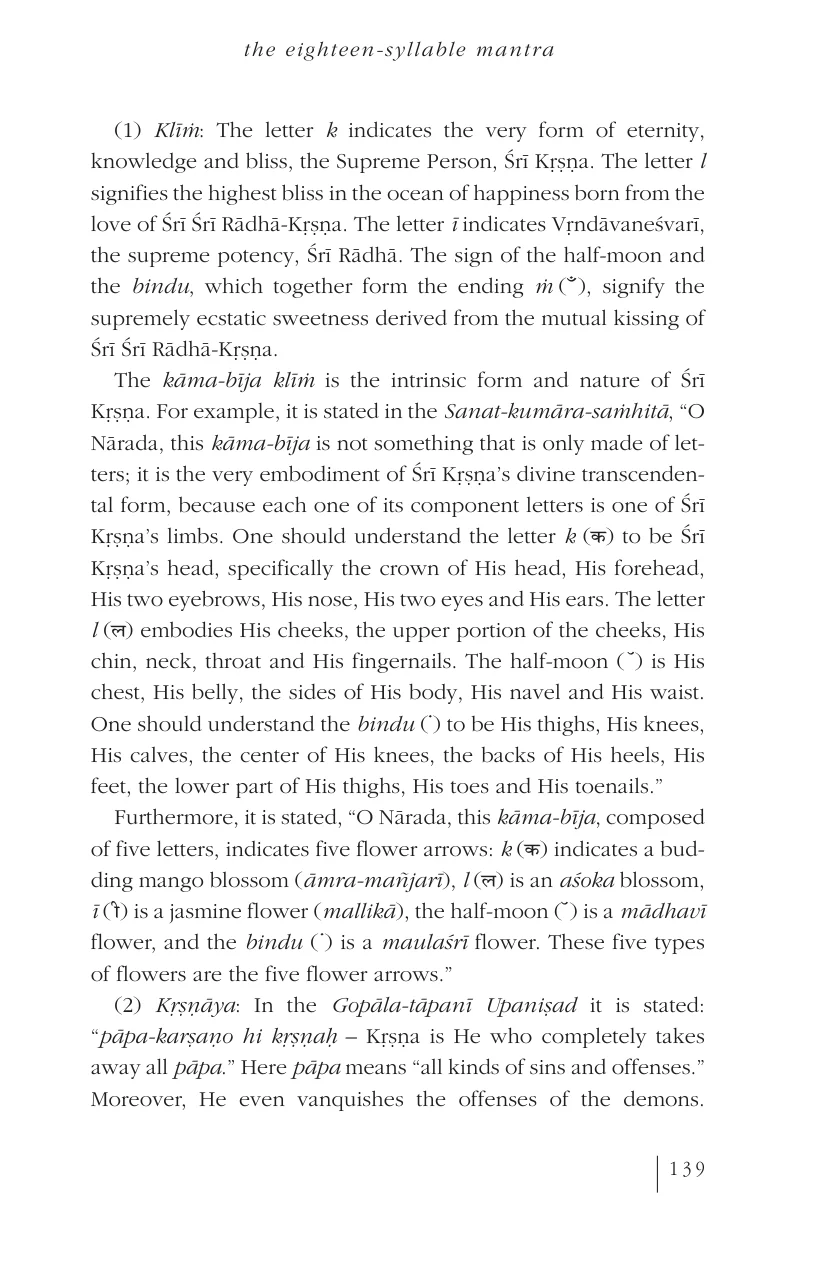 the eighteen-syllable mantra
(1) Klīṁ: The letter k indicates the very form of eternity,
knowledge and bliss, the Supreme Person, Śrī Kṛṣṇa. The letter l
signifies the highest bliss in the ocean of happiness born from the
love of Śrī Śrī Rādhā-Kṛṣṇa. The letter ī indicates Vṛndāvaneśvarī,
the supreme potency, Śrī Rādhā. The sign of the half-moon and
the bindu, which together form the ending ṁ (ँ), signify the
supremely ecstatic sweetness derived from the mutual kissing of
Śrī Śrī Rādhā-Kṛṣṇa.
The kāma-bīja klīṁ is the intrinsic form and nature of Śrī
Kṛṣṇa. For example, it is stated in the Sanat-kumāra-saṁhitā, “O
Nārada, this kāma-bīja is not something that is only made of let-
ters; it is the very embodiment of Śrī Kṛṣṇa’s divine transcenden-
tal form, because each one of its component letters is one of Śrī
Kṛṣṇa’s limbs. One should understand the letter k (क) to be Śrī
Kṛṣṇa’s head, specifically the crown of His head, His forehead,
His two eyebrows, His nose, His two eyes and His ears. The letter
l (ल) embodies His cheeks, the upper portion of the cheeks, His
chin, neck, throat and His fingernails. The half-moon (˘) is His
chest, His belly, the sides of His body, His navel and His waist.
One should understand the bindu (˙) to be His thighs, His knees,
His calves, the center of His knees, the backs of His heels, His
feet, the lower part of His thighs, His toes and His toenails.”
Furthermore, it is stated, “O Nārada, this kāma-bīja, composed
of five letters, indicates five flower arrows: k (क) indicates a bud-
ding mango blossom (āmra-mañjarī), l (ल) is an aśoka blossom,
ī (ी) is a jasmine flower (mallikā), the half-moon (˘) is a mādhavī
flower, and the bindu (˙) is a maulaśrī flower. These five types
of flowers are the five flower arrows.”
(2) Kṛṣṇāya: In the Gopāla-tāpanī Upaniṣad it is stated:
“pāpa-karṣaṇo hi kṛṣṇaḥ – Kṛṣṇa is He who completely takes
away all pāpa.” Here pāpa means “all kinds of sins and offenses.”
Moreover, He even vanquishes the offenses of the demons.
139